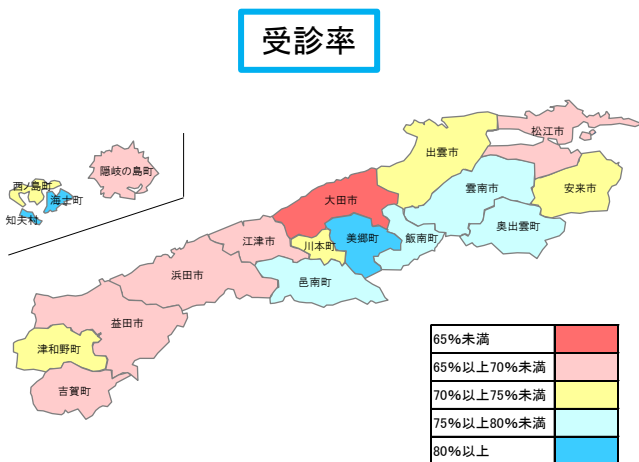 受診率
松江市
出雲市
隠岐の島町
西ノ島町
海士町
知夫村
雲南市
安来市
大田市
奥出雲町
飯南町
美郷町
川本町
江津市
邑南町
浜田市
益田市
津和野町
吉賀町
65%未満
65%以上70%未満
70%以上75%未満
75%以上80%未満
80%以上